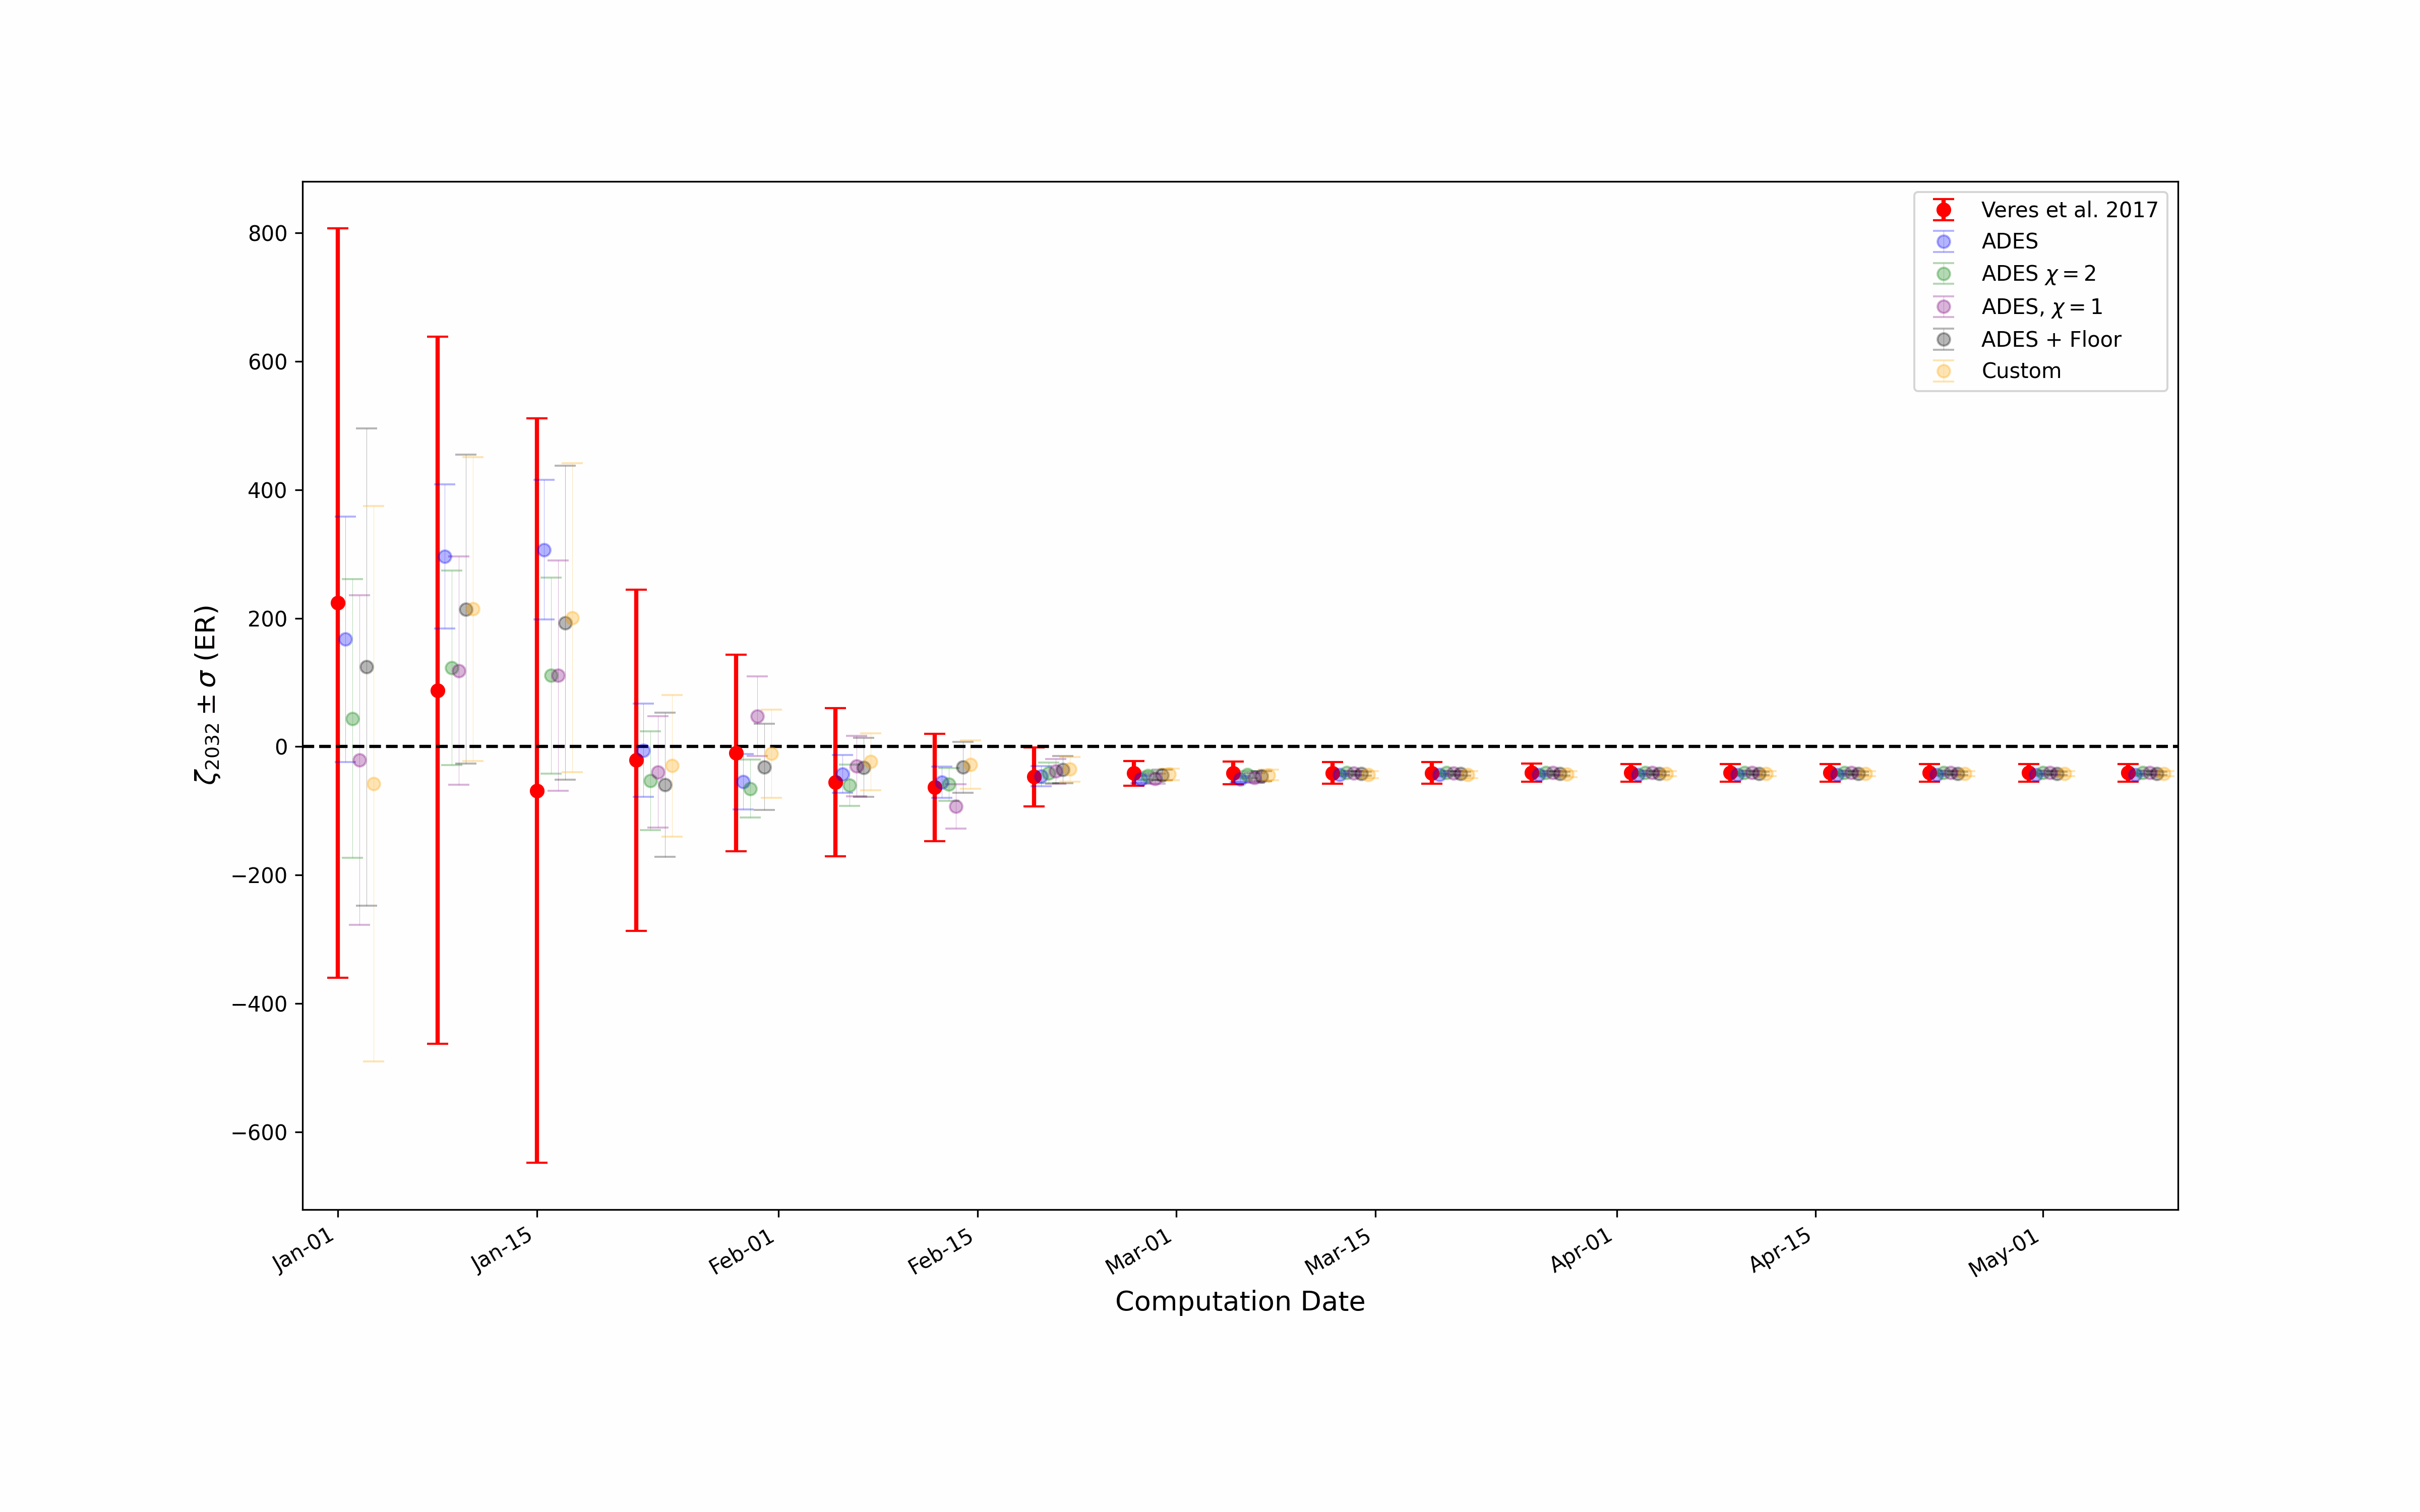 Veres et al. 2017
ADES
ADES χ = 2
ADES, χ = 1
ADES + Floor
Custom
800
600
400
200
0
−200
−400
−600
ζ2032 ± σ (ER)
Jan-01
Jan-15
Feb-01
Feb-15
Mar-01
Mar-15
Apr-01
Apr-15
May-01
Computation Date